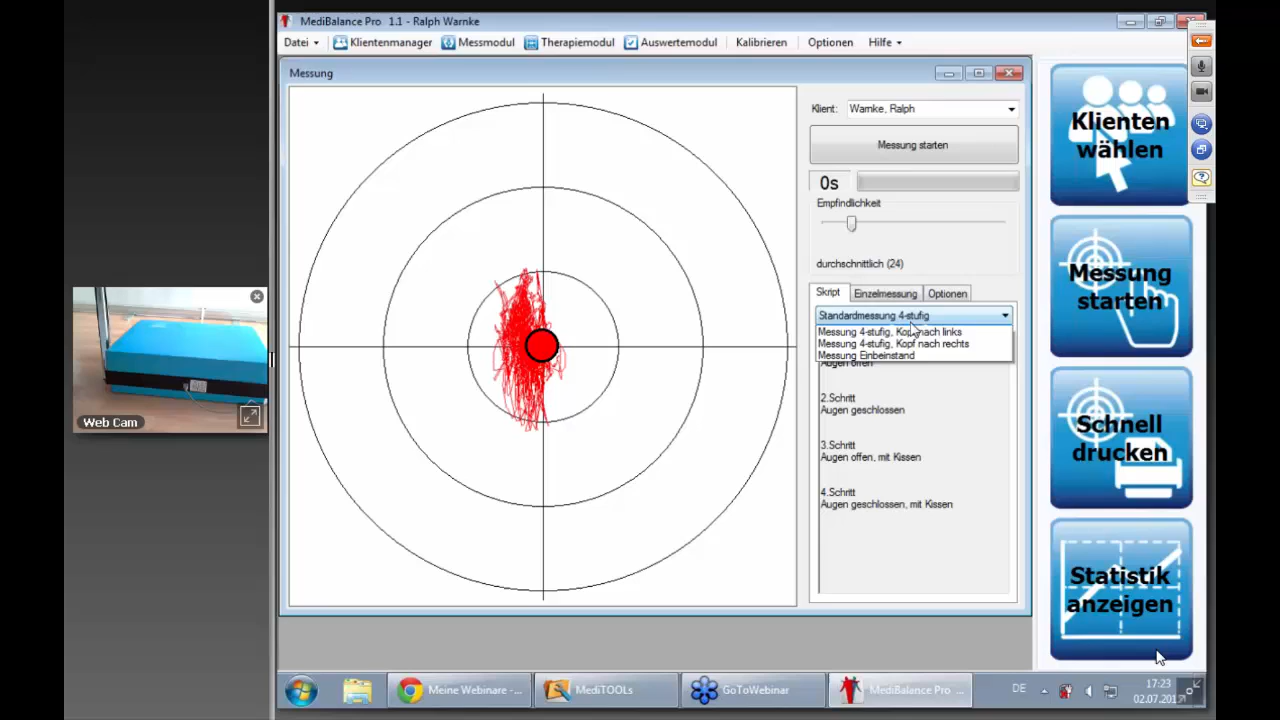 MediBalance Pro 1.1 - Ralph Warnke
Datei
Klientenmanager
Messmodul
Therapiemodul
Auswertemodul
Kalibrieren
Optionen
Hilfe
Messung
Klient:
Warnke, Ralph
Messung starten
0s
Empfindlichkeit
durchschnittlich (24)
Skript
Einzelmessung
Optionen
Standardmessung 4-stufig
Messung 4-stufig, Kopf nach links
Messung 4-stufig, Kopf nach rechts
Messung Einbeinstand
Augen offen
2.Schritt
Augen geschlossen
3.Schritt
Augen offen, mit Kissen
4.Schritt
Augen geschlossen, mit Kissen
Klienten
wählen
Messung
starten
Schnell
drucken
Statistik
anzeigen
Web Cam
Meine Webinare - ...
MediTOOLs
GoToWebinar
MediBalance Pro ...
DE
17:23